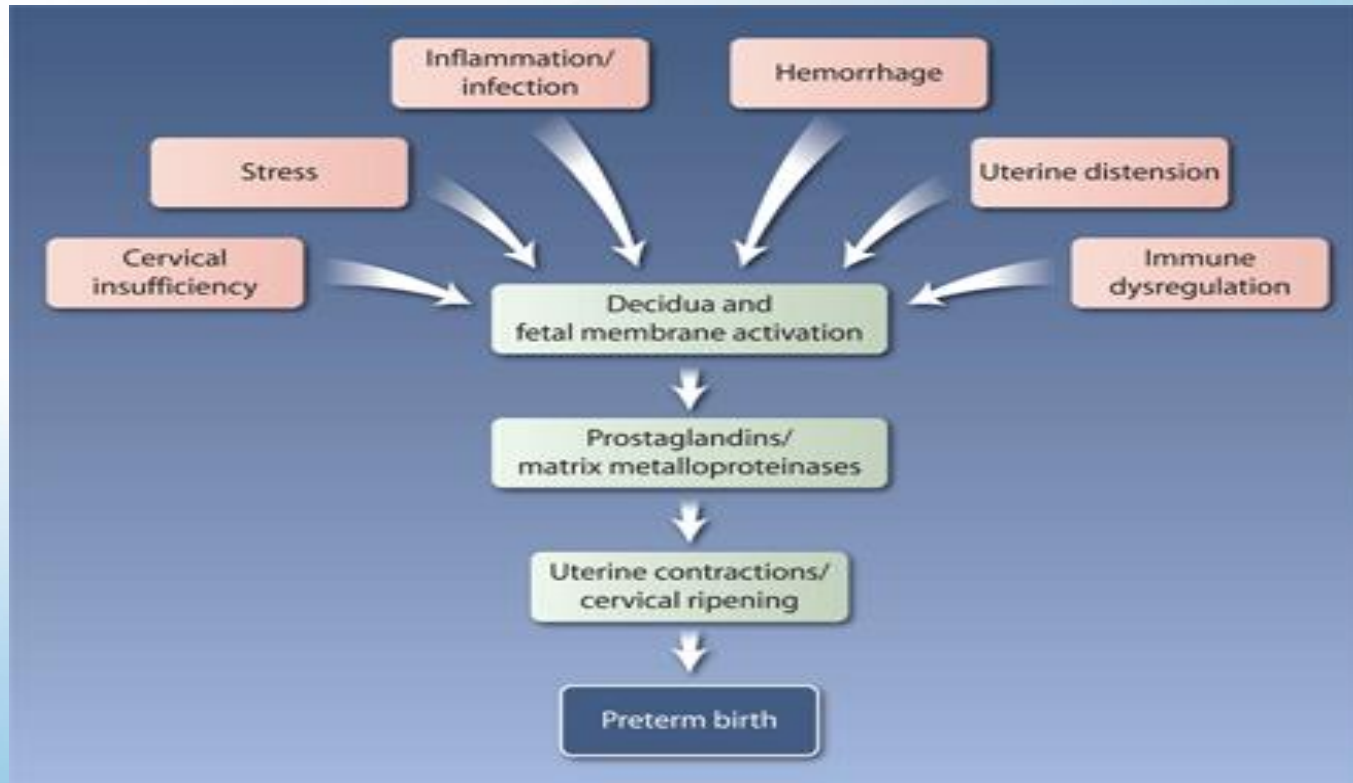 Inflammation/
infection
Hemorrhage
Stress
Uterine distension
Cervical
insufficiency
Immune
dysregulation
Decidua and
fetal membrane activation
Prostaglandins/
matrix metalloproteinases
Uterine contractions/
cervical ripening
Preterm birth